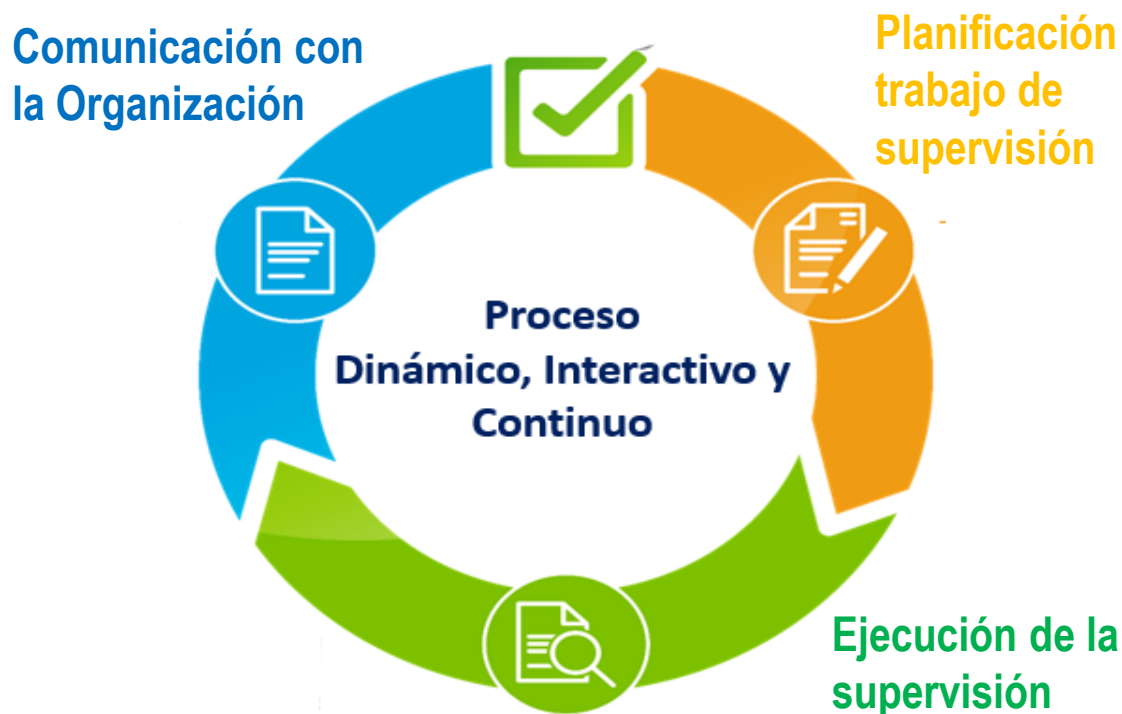 Comunicación con
la Organización
Planificación
trabajo de
supervisión
Proceso
Dinámico, Interactivo y
Continuo
Ejecución de la
supervisión